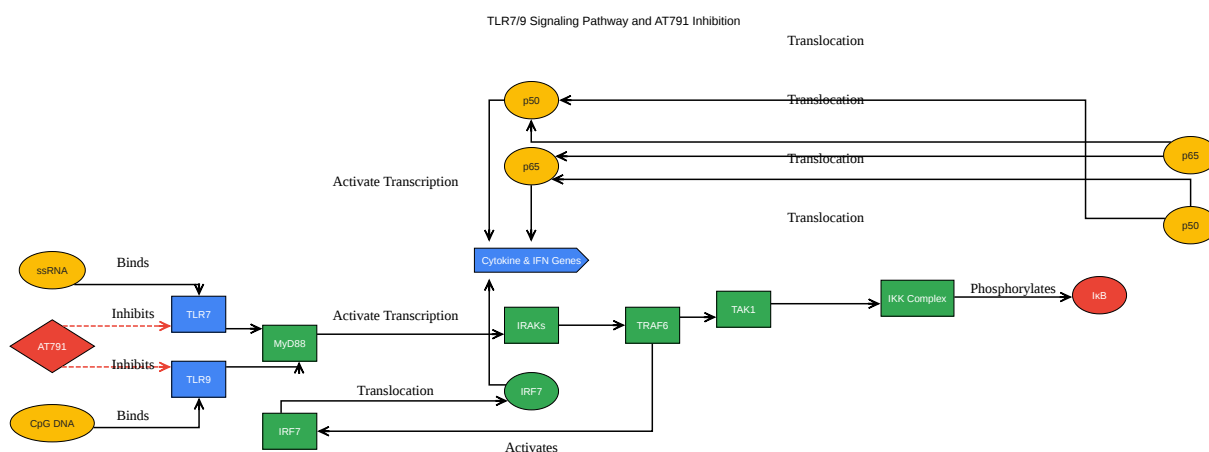 TLR7/9 Signaling Pathway and AT791 Inhibition
Translocation
p50
Translocation
p65
p65
Translocation
Activate Transcription
Translocation
p50
ssRNA
Binds
Cytokine & IFN Genes
Inhibits
TLR7
Activate Transcription
IRAKs
TRAF6
TAK1
IKK Complex
Phosphorylates
IκB
AT791
MyD88
Inhibits
TLR9
Translocation
IRF7
CpG DNA
Binds
IRF7
Activates